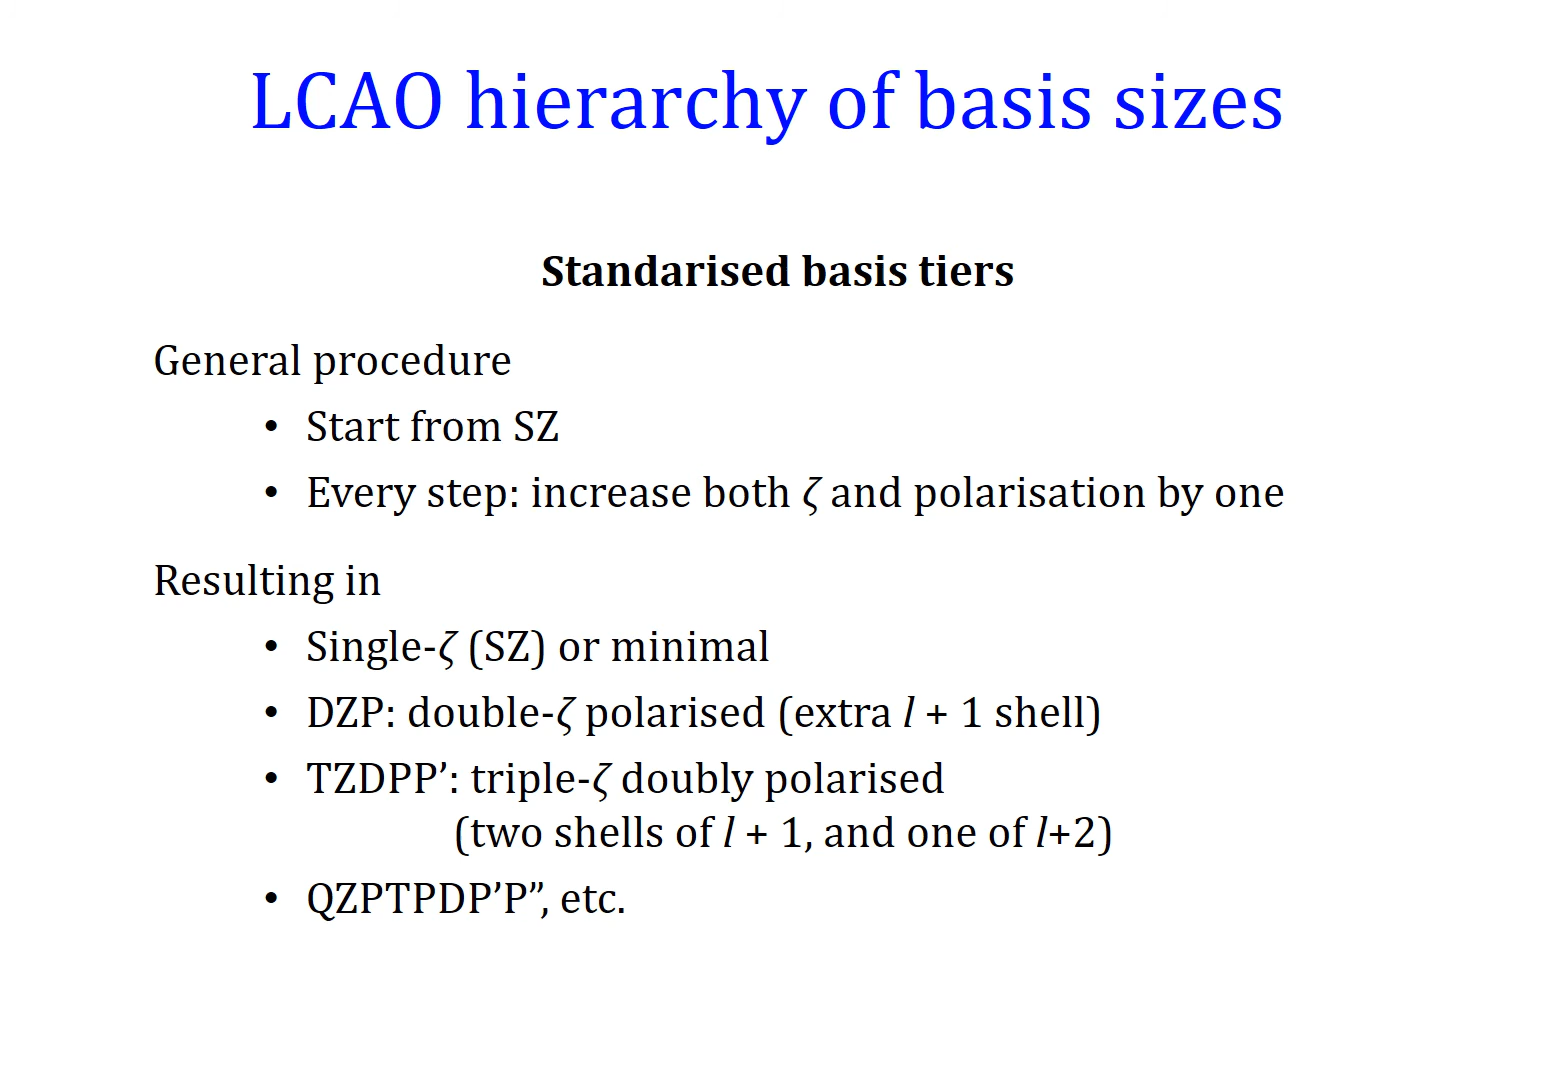 LCAO hierarchy of basis sizes
Standarised basis tiers
General procedure
• Start from SZ
• Every step: increase both ζ and polarisation by one
Resulting in
• Single-ζ (SZ) or minimal
• DZP: double-ζ polarised (extra l + 1 shell)
• TZDPP’: triple-ζ doubly polarised
(two shells of l + 1, and one of l+2)
• QZPTPDP’P”, etc.